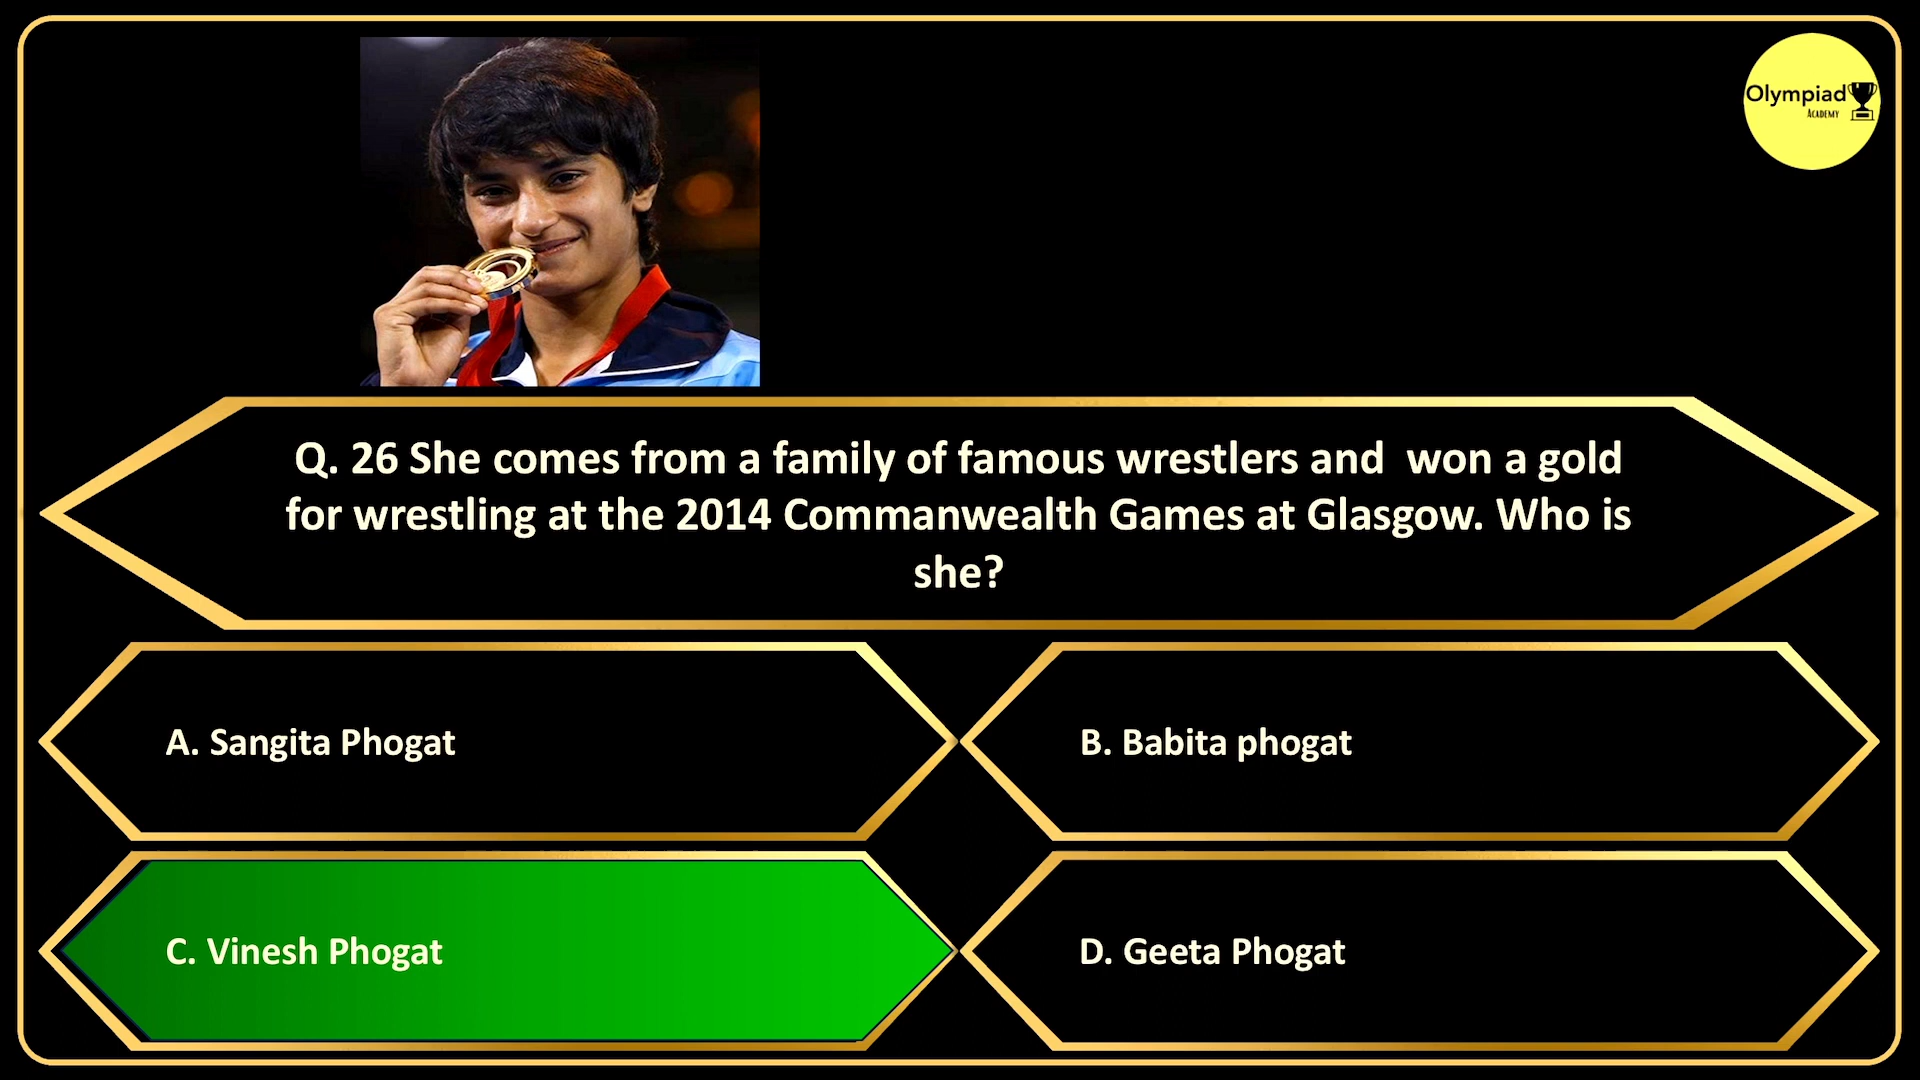 Olympiad
Academy
Q. 26 She comes from a family of famous wrestlers and  won a gold
for wrestling at the 2014 Commanwealth Games at Glasgow. Who is
she?
A. Sangita Phogat
B. Babita phogat
C. Vinesh Phogat
D. Geeta Phogat